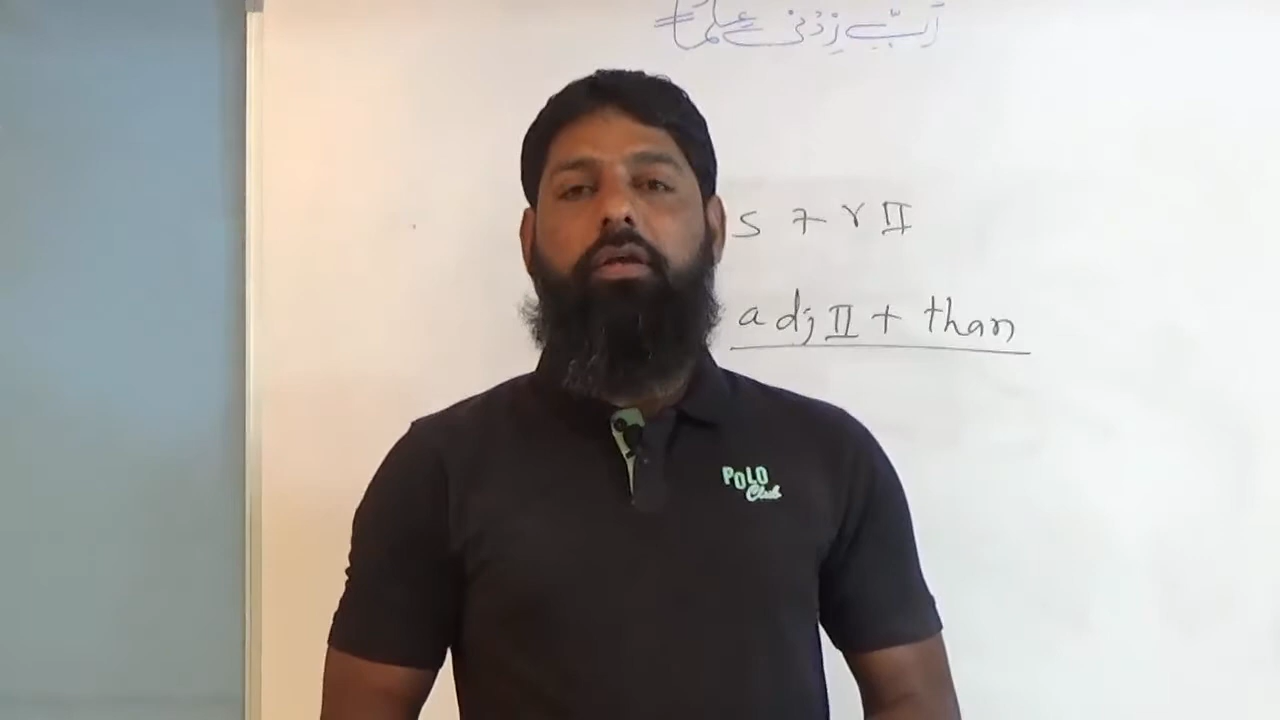 رَبِّ زِدْنِي عِلْمًا
S + V II
adj II + than
POLO
Club